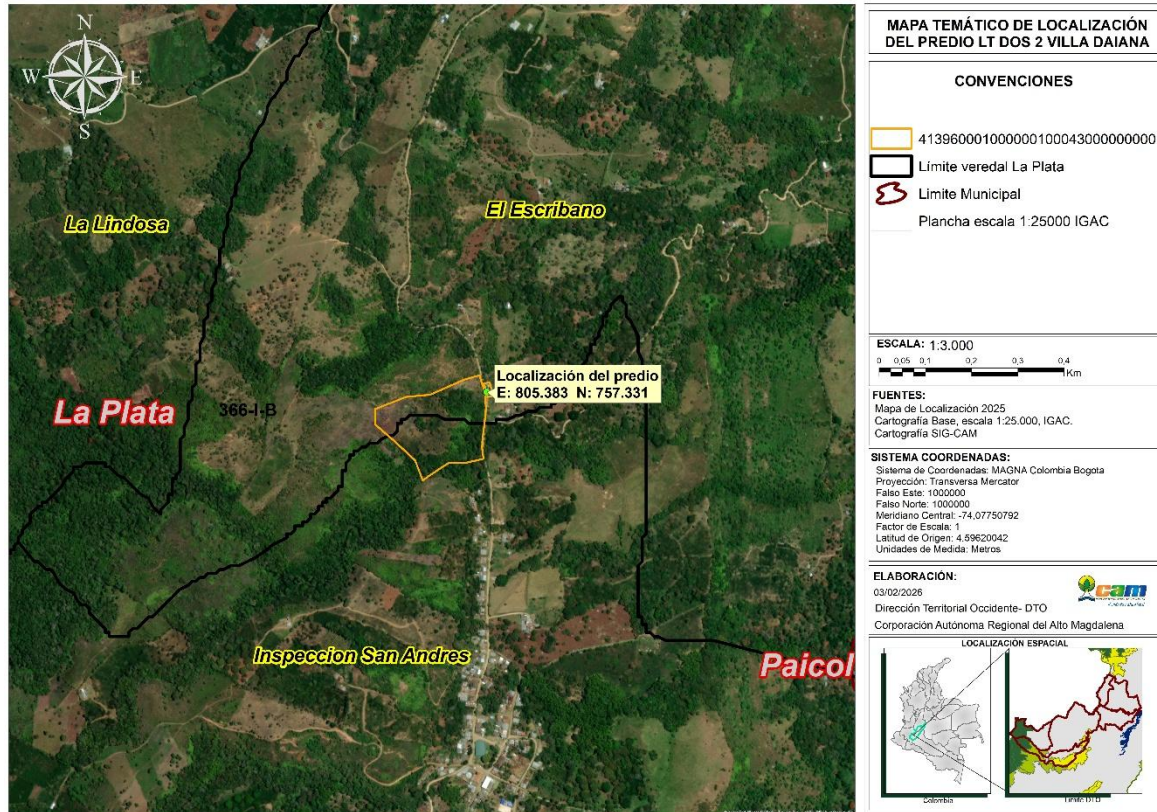 N
W
E
S
La Lindosa
El Escribano
Localización del predio
E: 805.383 N: 757.331
La Plata
366-I-B
Inspeccion San Andres
Paicol
MAPA TEMÁTICO DE LOCALIZACIÓN
DEL PREDIO LT DOS 2 VILLA DAIANA
CONVENCIONES
Límite veredal La Plata
Limite Municipal
Plancha escala 1:25000 IGAC
ESCALA: 1:3.000
0 0,05 0,1 0,2 0,3 0,4
Km
FUENTES:
Mapa de Localización 2025
Cartografía Base, escala 1:25.000, IGAC.
Cartografía SIG-CAM
SISTEMA COORDENADAS:
Sistema de Coordenadas: MAGNA Colombia Bogota
Proyección: Transversa Mercator
Falso Este: 1000000
Falso Norte: 1000000
Meridiano Central: -74,07750792
Factor de Escala: 1
Latitud de Origen: 4,59620042
Unidades de Medida: Metros
ELABORACIÓN:
03/02/2026
cam
Dirección Territorial Occidente- DTO
Corporación Autónoma Regional del Alto Magdalena
LOCALIZACIÓN ESPACIAL
Colombia
Límite DTO